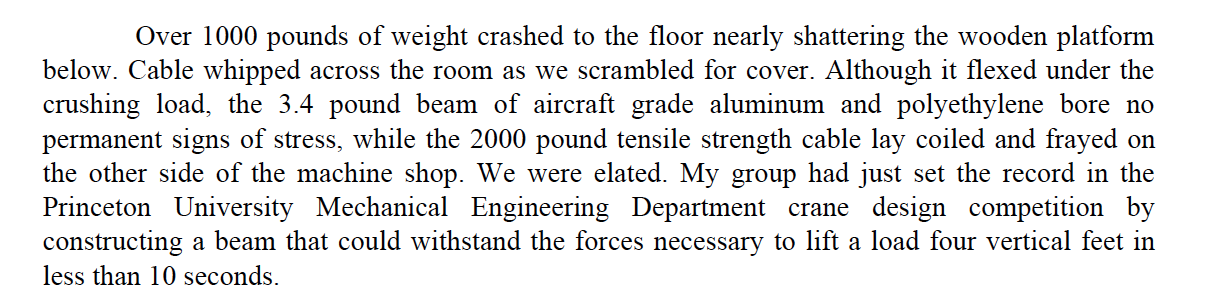 Over 1000 pounds of weight crashed to the floor nearly shattering the wooden platform
below. Cable whipped across the room as we scrambled for cover. Although it flexed under the
crushing load, the 3.4 pound beam of aircraft grade aluminum and polyethylene bore no
permanent signs of stress, while the 2000 pound tensile strength cable lay coiled and frayed on
the other side of the machine shop. We were elated. My group had just set the record in the
Princeton University Mechanical Engineering Department crane design competition by
constructing a beam that could withstand the forces necessary to lift a load four vertical feet in
less than 10 seconds.